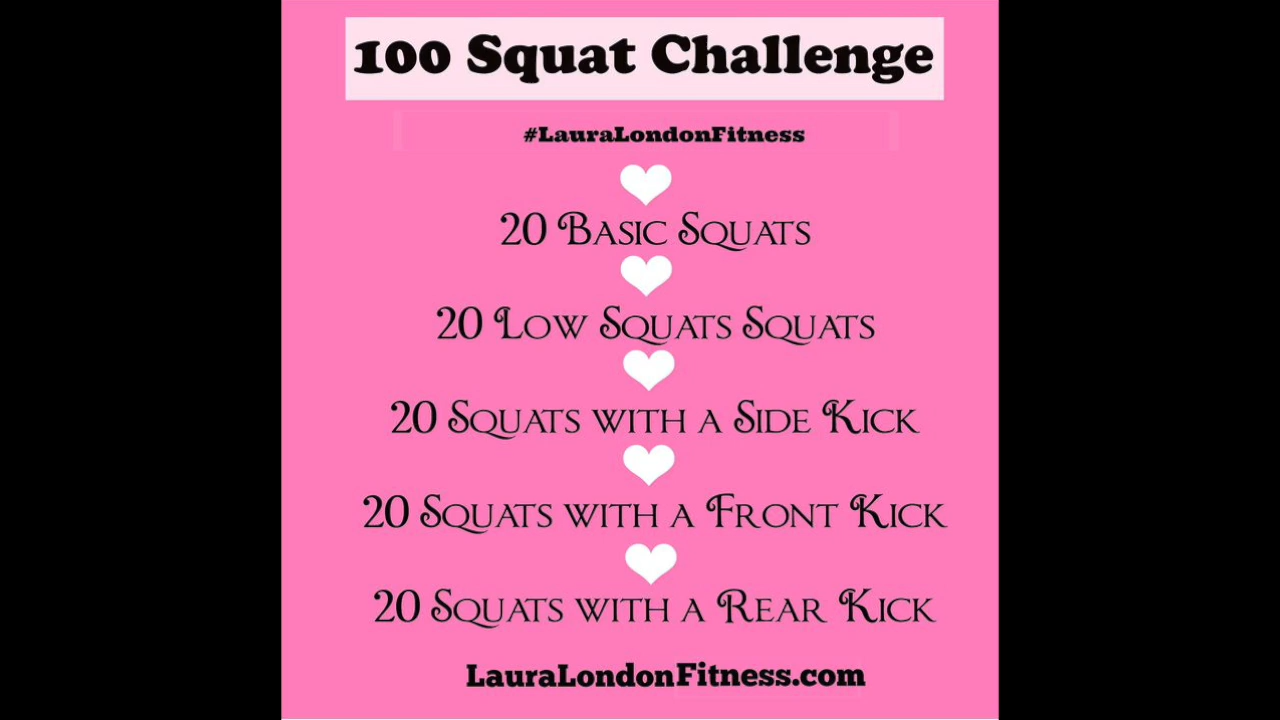 100 Squat Challenge
#LauraLondonFitness
20 Basic Squats
20 Low Squats Squats
20 Squats with a Side Kick
20 Squats with a Front Kick
20 Squats with a Rear Kick
LauraLondonFitness.com